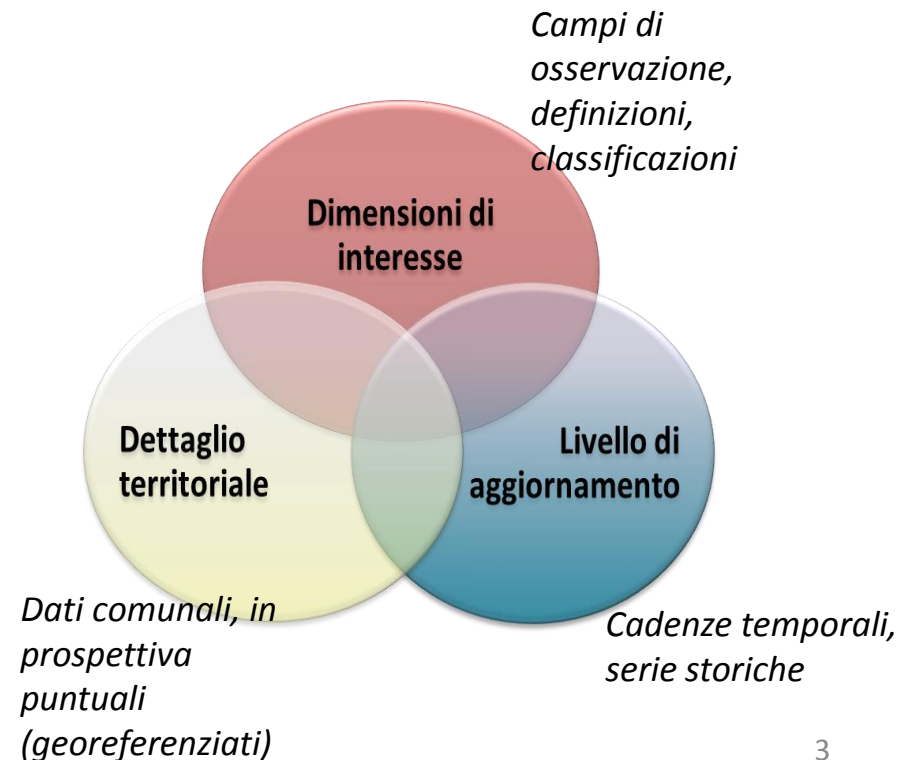 Campi di
osservazione,
definizioni,
classificazioni
Dimensioni di
interesse
Dettaglio
territoriale
Livello di
aggiornamento
Dati comunali, in
prospettiva
puntuali
(georeferenziati)
Cadenze temporali,
serie storiche
3